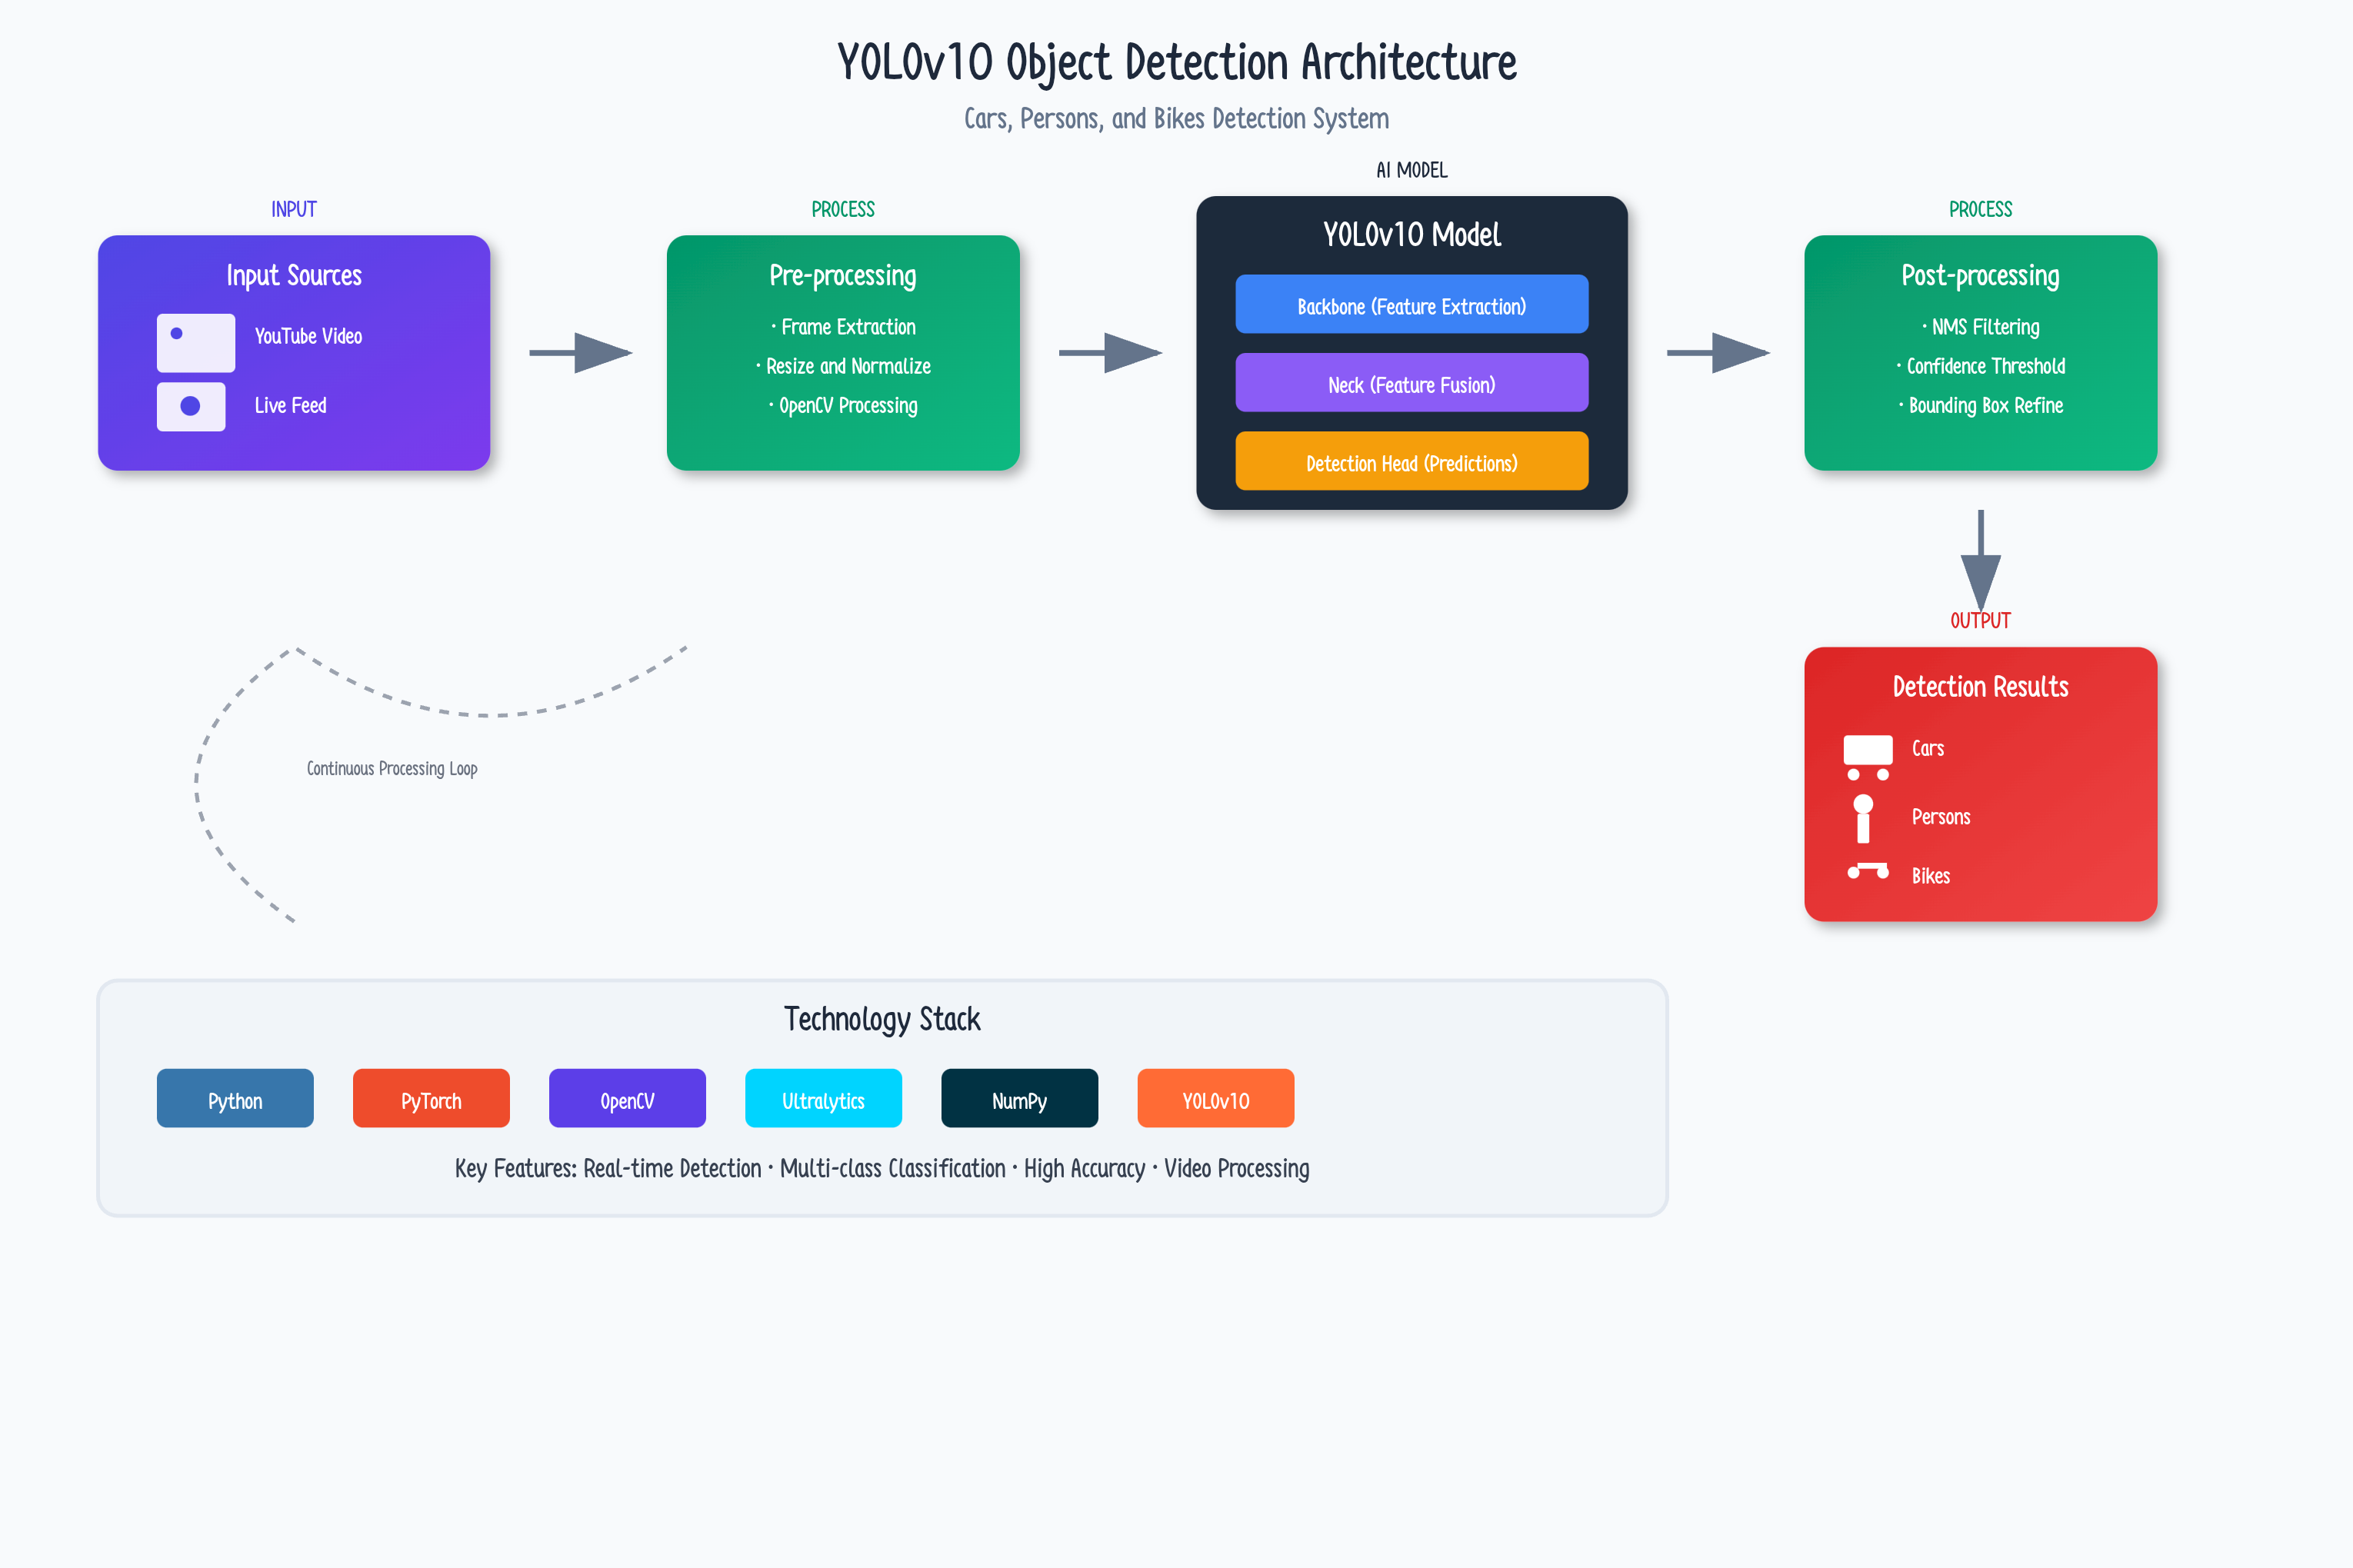 YOLOv10 Object Detection Architecture
Cars, Persons, and Bikes Detection System
INPUT
Input Sources
YouTube Video
Live Feed
PROCESS
Pre-processing
• Frame Extraction
• Resize and Normalize
• OpenCV Processing
AI MODEL
YOLOv10 Model
Backbone (Feature Extraction)
Neck (Feature Fusion)
Detection Head (Predictions)
PROCESS
Post-processing
• NMS Filtering
• Confidence Threshold
• Bounding Box Refine
OUTPUT
Detection Results
Cars
Persons
Bikes
Continuous Processing Loop
Technology Stack
Python
PyTorch
OpenCV
Ultralytics
NumPy
YOLOv10
Key Features: Real-time Detection • Multi-class Classification • High Accuracy • Video Processing